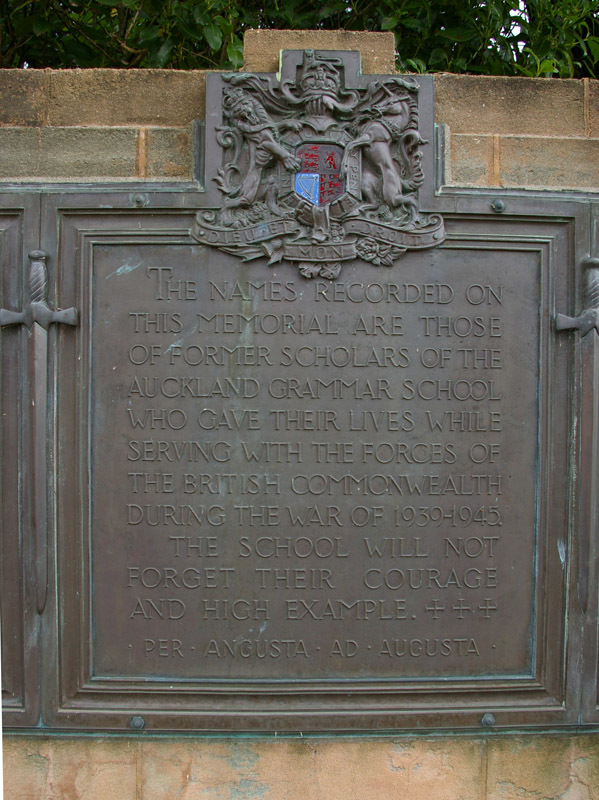 DIEU ET MON DROIT
THE NAMES RECORDED ON
THIS MEMORIAL ARE THOSE
OF FORMER SCHOLARS OF THE
AUCKLAND GRAMMAR SCHOOL
WHO GAVE THEIR LIVES WHILE
SERVING WITH THE FORCES OF
THE BRITISH COMMONWEALTH
DURING THE WAR OF 1939-1945.
THE SCHOOL WILL NOT
FORGET THEIR COURAGE
AND HIGH EXAMPLE. +++
· PER · ANGUSTA · AD · AUGUSTA ·